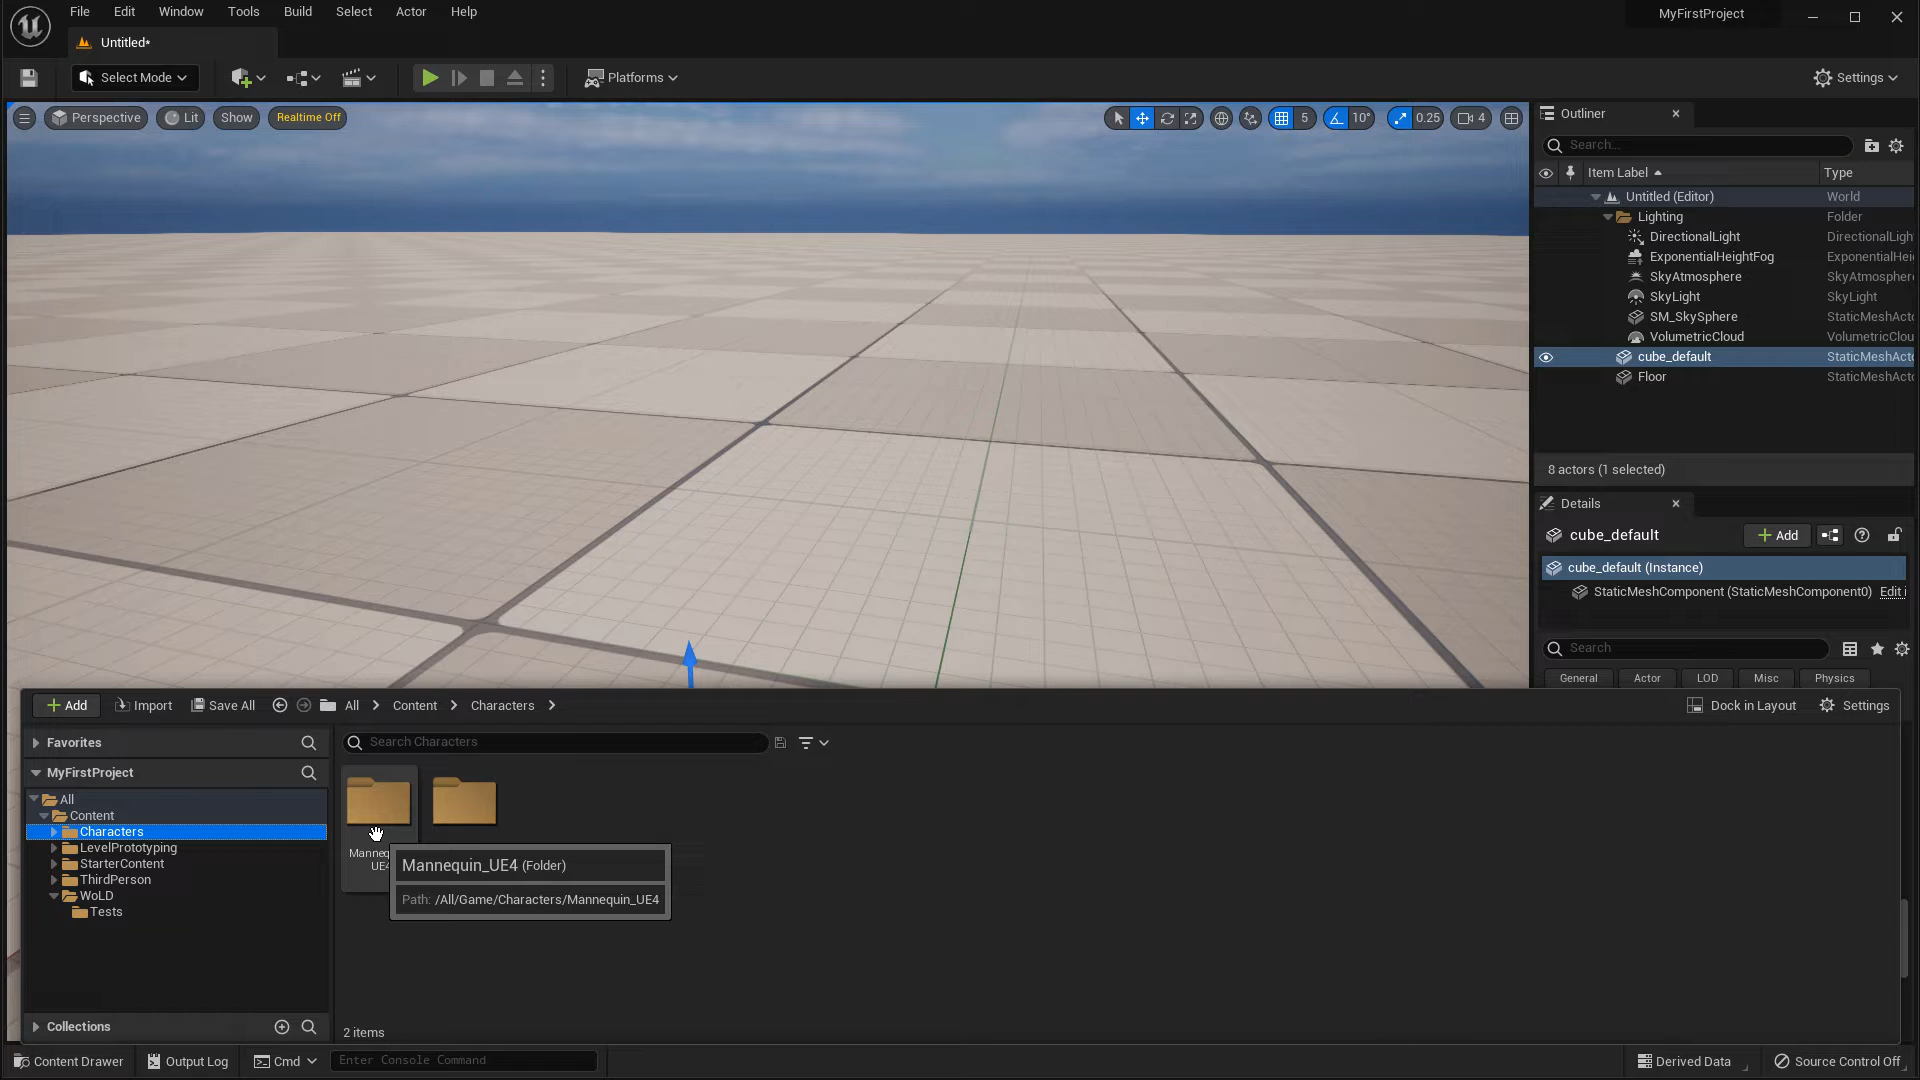 File Edit Window Tools Build Select Actor Help
MyFirstProject
Untitled*
Select Mode
Platforms
Settings
Perspective
Lit
Show
Realtime Off
5
10°
0.25
4
Outliner
Search...
Item Label Type
Untitled (Editor) World
Lighting Folder
DirectionalLight DirectionalLigh
ExponentialHeightFog ExponentialHei
SkyAtmosphere SkyAtmosphere
SkyLight SkyLight
SM_SkySphere StaticMeshActo
VolumetricCloud VolumetricClou
cube_default StaticMeshActo
Floor StaticMeshActo
8 actors (1 selected)
Details
cube_default
Add
cube_default (Instance)
StaticMeshComponent (StaticMeshComponent0) Edit i
Search
General Actor LOD Misc Physics
Add Import Save All All Content Characters
Dock in Layout Settings
Favorites
MyFirstProject
All
Content
Characters
LevelPrototyping
StarterContent
ThirdPerson
WoLD
Tests
Collections
Search Characters
Manneq
UE4
Mannequin_UE4 (Folder)
Path: /All/Game/Characters/Mannequin_UE4
2 items
Content Drawer Output Log Cmd Enter Console Command
Derived Data Source Control Off